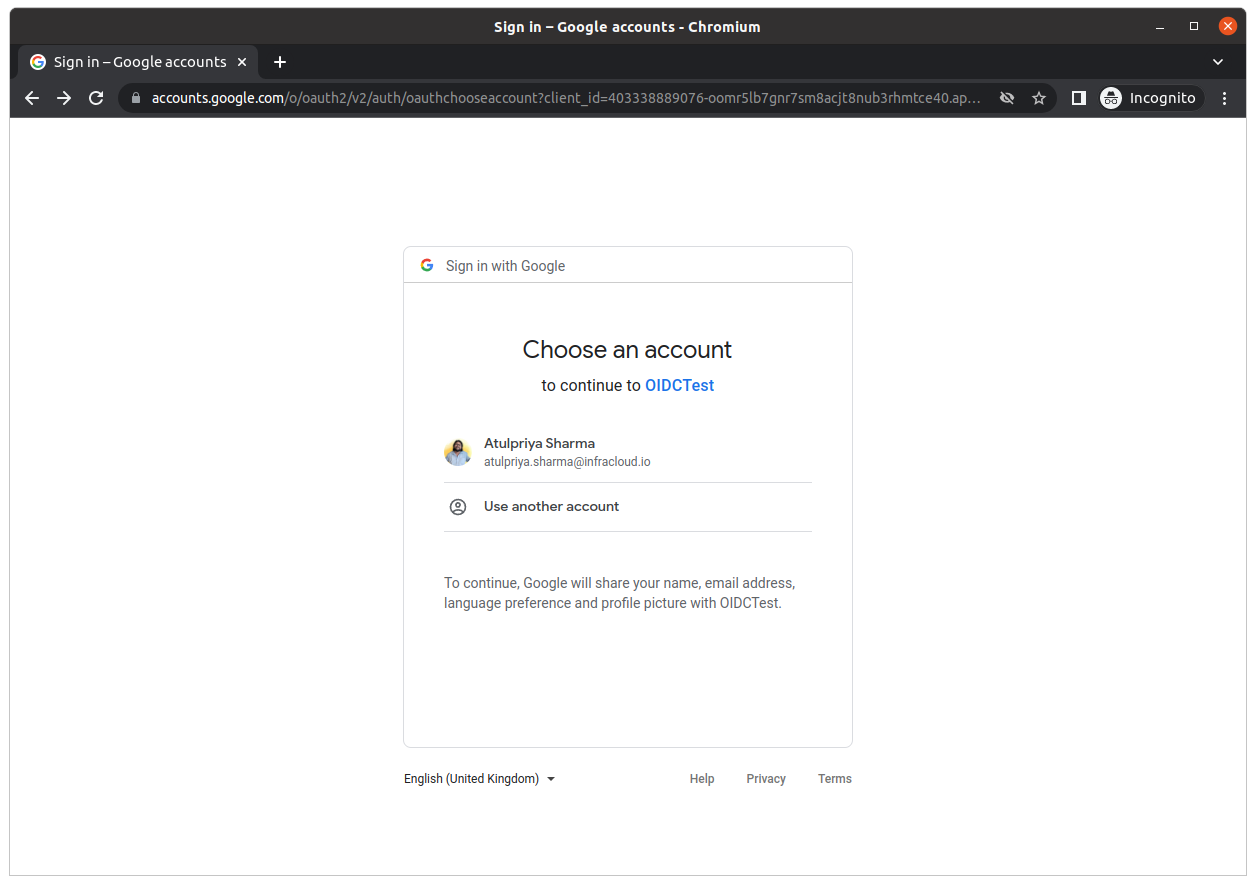 Sign in – Google accounts - Chromium
Sign in – Google accounts
accounts.google.com/o/oauth2/v2/auth/oauthchooseaccount?client_id=403338889076-oomr5lb7gnr7sm8acjt8nub3rhmtce40.ap...
Incognito
Sign in with Google
Choose an account
to continue to OIDCTest
Atulpriya Sharma
atulpriya.sharma@infracloud.io
Use another account
To continue, Google will share your name, email address,
language preference and profile picture with OIDCTest.
English (United Kingdom)
Help Privacy Terms